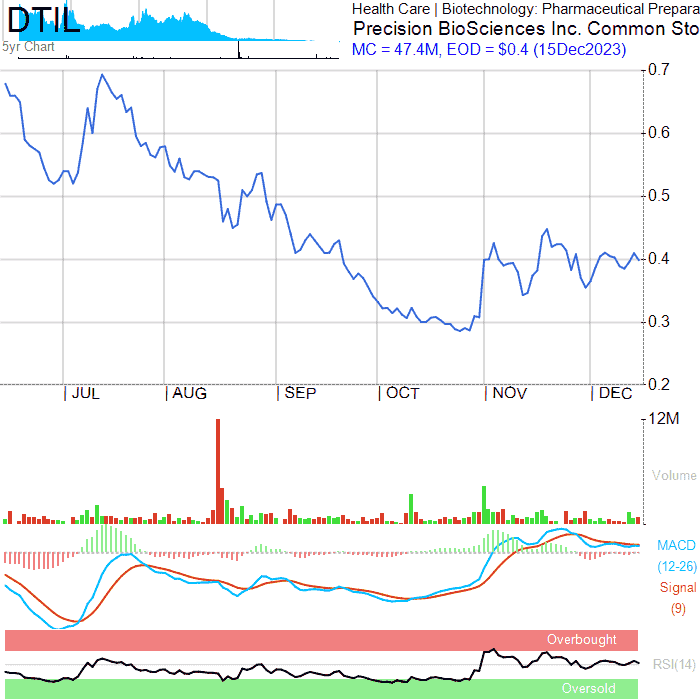 DTIL
Health Care | Biotechnology: Pharmaceutical Prepara
Precision BioSciences Inc. Common Sto
5yr Chart
MC = 47.4M, EOD = $0.4 (15Dec2023)
0.7
0.6
0.5
0.4
0.3
0.2
JUL
AUG
SEP
OCT
NOV
DEC
12M
Volume
MACD
(12-26)
Signal
(9)
Overbought
RSI(14)
Oversold